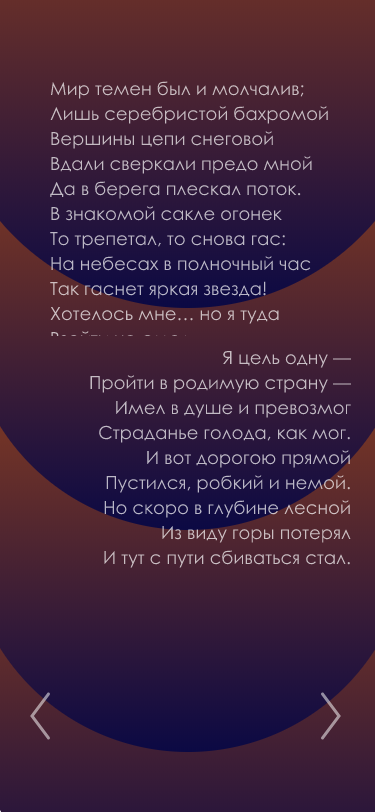 Мир темен был и молчалив;
Лишь серебристой бахромой
Вершины цепи снеговой
Вдали сверкали предо мной
Да в берега плескал поток.
В знакомой сакле огонек
То трепетал, то снова гас:
На небесах в полночный час
Так гаснет яркая звезда!
Хотелось мне... но я туда
Я цель одну —
Пройти в родимую страну —
Имел в душе и превозмог
Страданье голода, как мог.
И вот дорогою прямой
Пустился, робкий и немой.
Но скоро в глубине лесной
Из виду горы потерял
И тут с пути сбиваться стал.